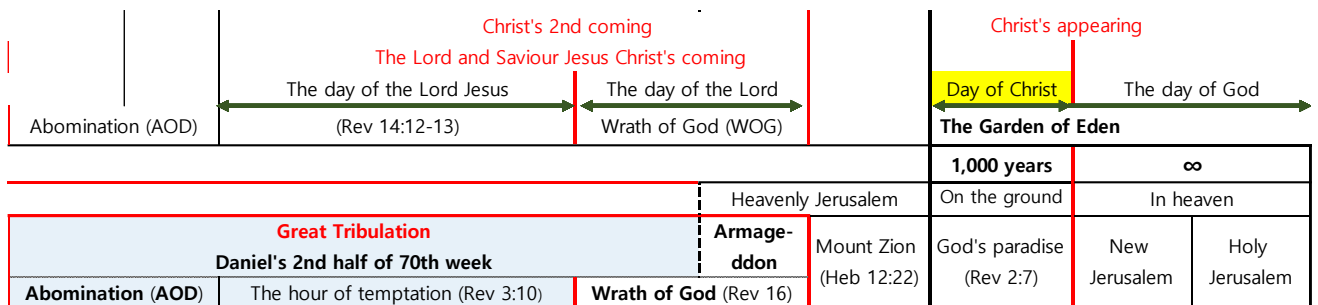 Christ's 2nd coming
Christ's appearing
The Lord and Saviour Jesus Christ's coming
The day of the Lord Jesus
The day of the Lord
Day of Christ
The day of God
Abomination (AOD)
(Rev 14:12-13)
Wrath of God (WOG)
The Garden of Eden
1,000 years
∞
Heavenly Jerusalem
On the ground
In heaven
Great Tribulation
Daniel's 2nd half of 70th week
Armage-
ddon
Mount Zion
(Heb 12:22)
God's paradise
(Rev 2:7)
New
Jerusalem
Holy
Jerusalem
Abomination (AOD)
The hour of temptation (Rev 3:10)
Wrath of God (Rev 16)